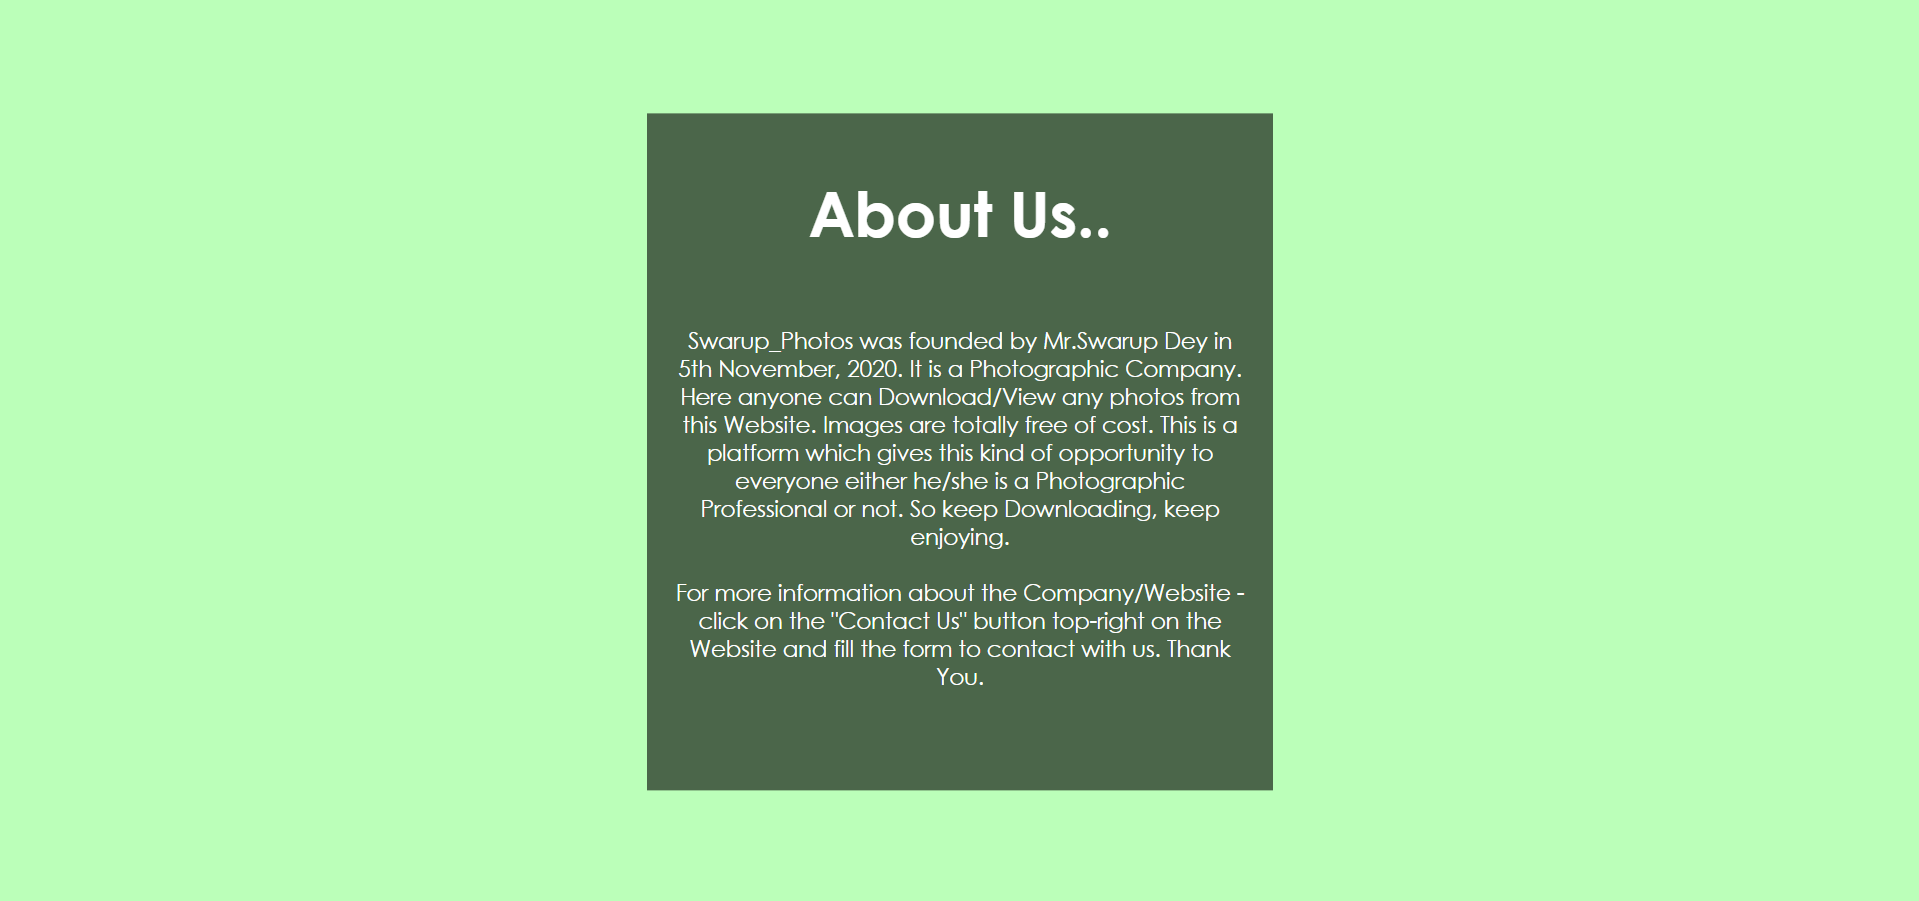 About Us..
Swarup_Photos was founded by Mr.Swarup Dey in
5th November, 2020. It is a Photographic Company.
Here anyone can Download/View any photos from
this Website. Images are totally free of cost. This is a
platform which gives this kind of opportunity to
everyone either he/she is a Photographic
Professional or not. So keep Downloading, keep
enjoying.
For more information about the Company/Website -
click on the "Contact Us" button top-right on the
Website and fill the form to contact with us. Thank
You.